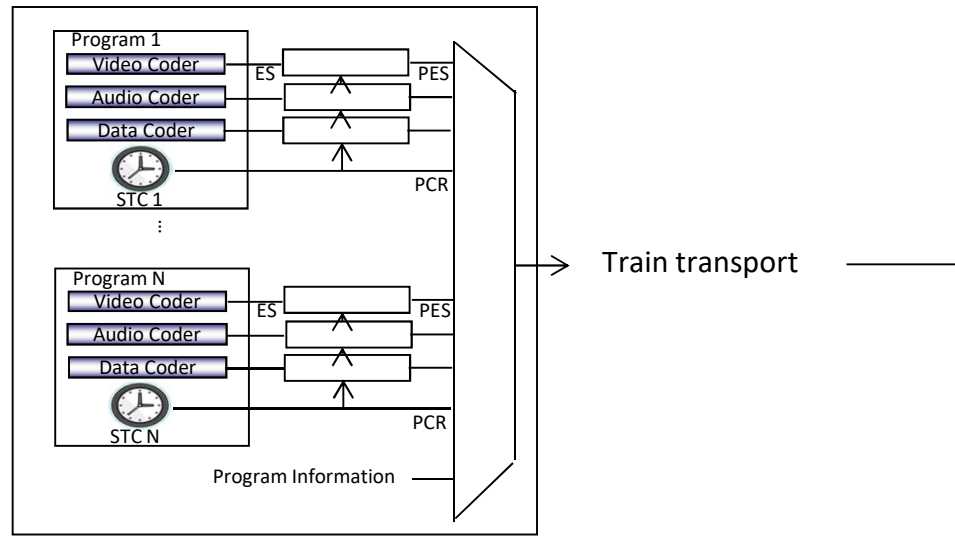 Program 1
Video Coder
ES
PES
Audio Coder
Data Coder
PCR
STC 1
...
Program N
Video Coder
ES
PES
Audio Coder
Data Coder
PCR
STC N
Program Information
Train transport